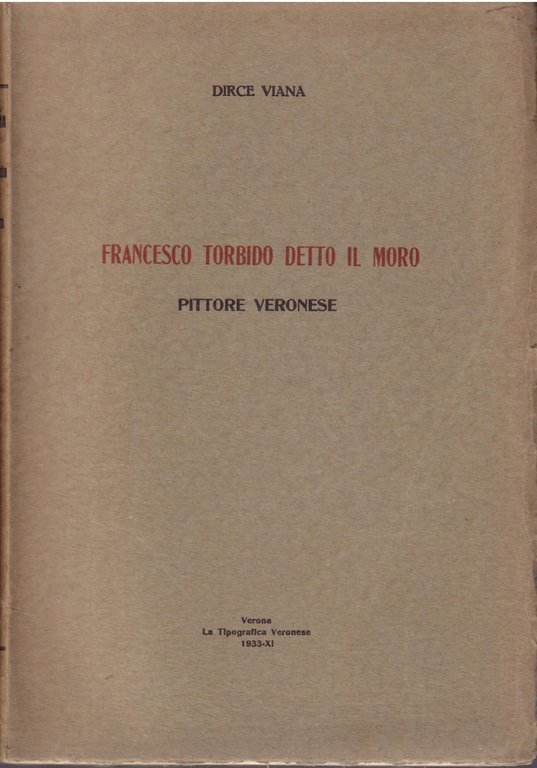 DIRCE VIANA
FRANCESCO TORBIDO DETTO IL MORO
PITTORE VERONESE
Verona
La Tipografica Veronese
1933-XI